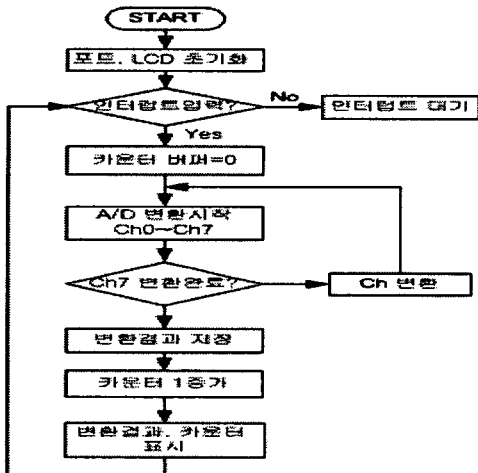 START
포트, LCD 초기화
인터럽트입력?
No
인터럽트 대기
Yes
카운터 버퍼=0
A/D 변환시작
Ch0~Ch7
Ch7 변환완료?
Ch 변환
변환결과 저장
카운터 1증가
변환결과, 카운터
표시